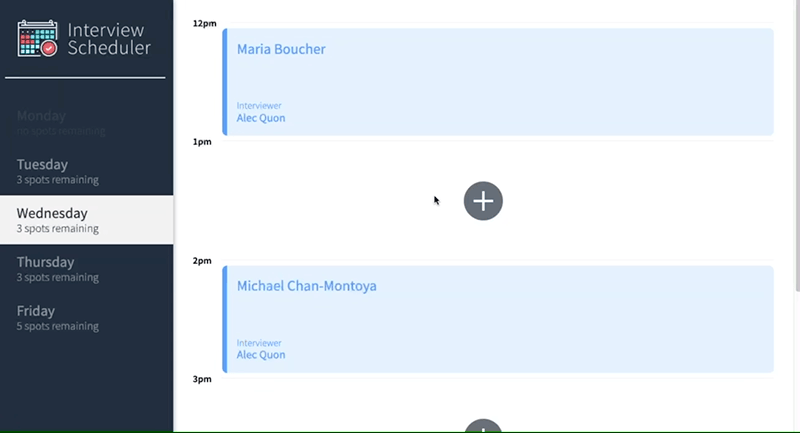 Interview
Scheduler
Monday
no spots remaining
Tuesday
3 spots remaining
Wednesday
3 spots remaining
Thursday
3 spots remaining
Friday
5 spots remaining
12pm
Maria Boucher
Interviewer
Alec Quon
1pm
2pm
Michael Chan-Montoya
Interviewer
Alec Quon
3pm